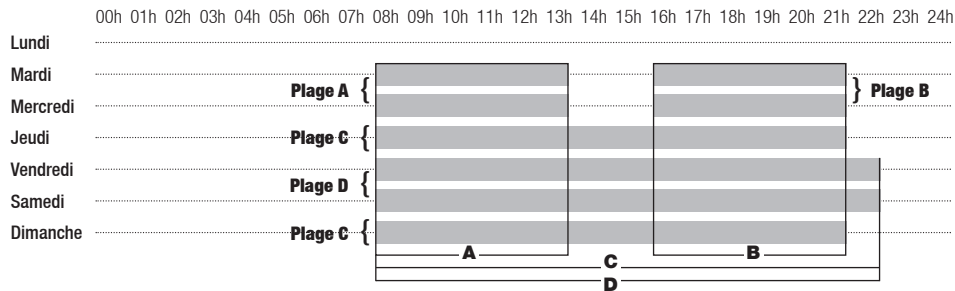 00h 01h 02h 03h 04h 05h 06h 07h 08h 09h 10h 11h 12h 13h 14h 15h 16h 17h 18h 19h 20h 21h 22h 23h 24h
Lundi
Mardi
Plage A { } Plage B
Mercredi
Jeudi Plage C {
Vendredi
Plage D {
Samedi
Dimanche Plage C {
A B
C
D